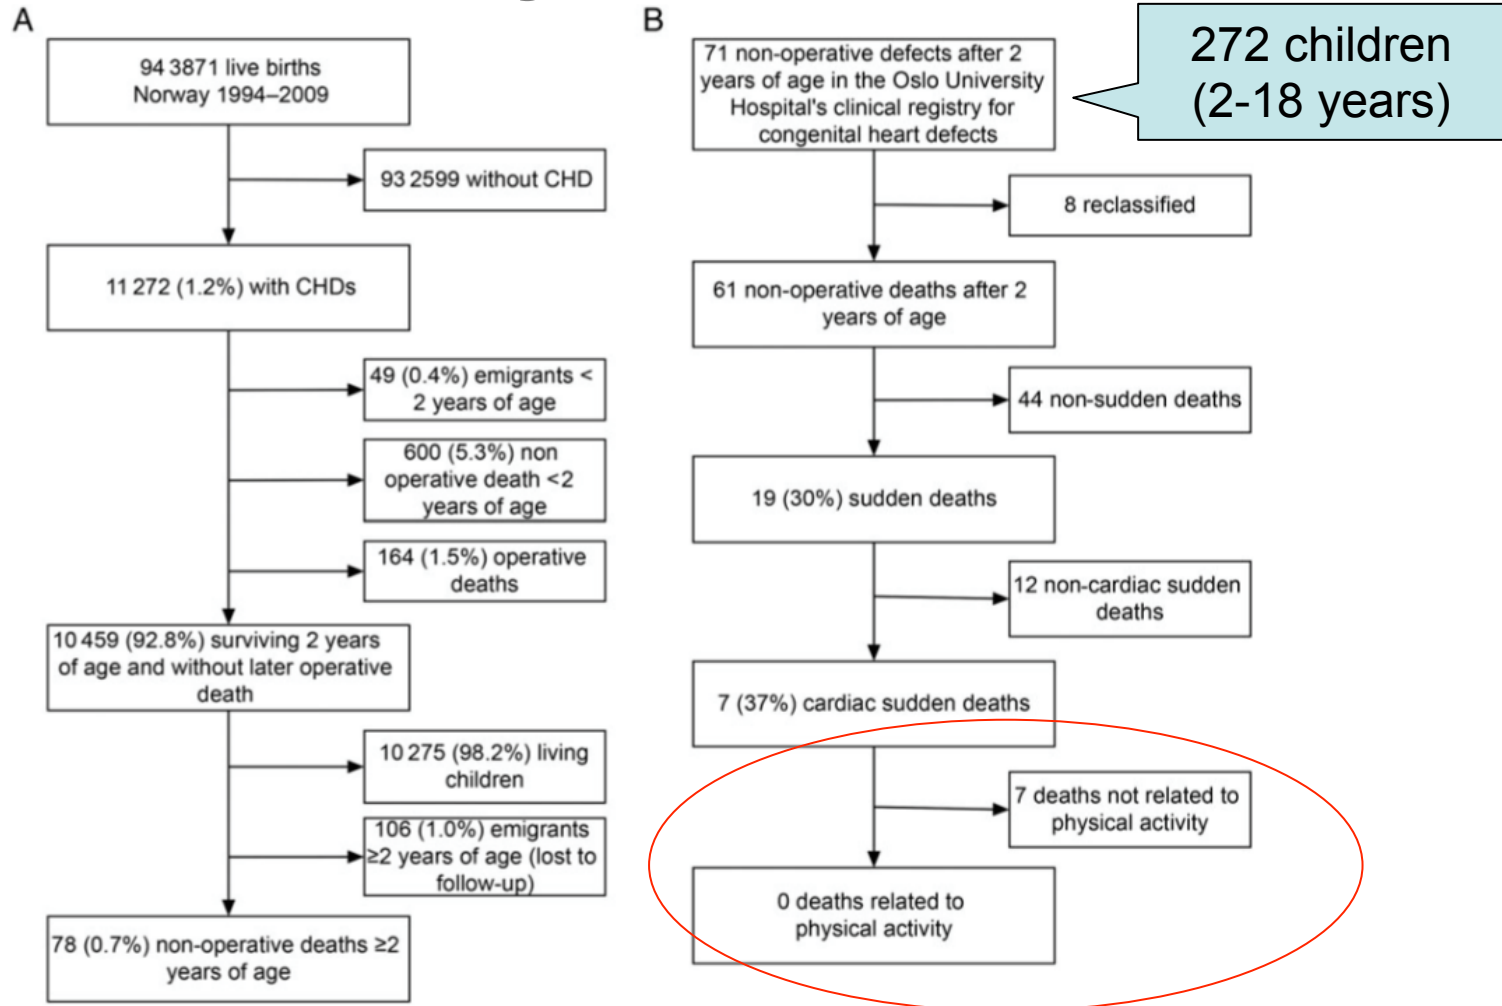 A
94 3871 live births
Norway 1994–2009
93 2599 without CHD
11 272 (1.2%) with CHDs
49 (0.4%) emigrants <
2 years of age
600 (5.3%) non
operative death <2
years of age
164 (1.5%) operative
deaths
10 459 (92.8%) surviving 2 years
of age and without later operative
death
10 275 (98.2%) living
children
106 (1.0%) emigrants
≥2 years of age (lost to
follow-up)
78 (0.7%) non-operative deaths ≥2
years of age
B
71 non-operative defects after 2
years of age in the Oslo University
Hospital's clinical registry for
congenital heart defects
272 children
(2-18 years)
8 reclassified
61 non-operative deaths after 2
years of age
44 non-sudden deaths
19 (30%) sudden deaths
12 non-cardiac sudden
deaths
7 (37%) cardiac sudden deaths
7 deaths not related to
physical activity
0 deaths related to
physical activity